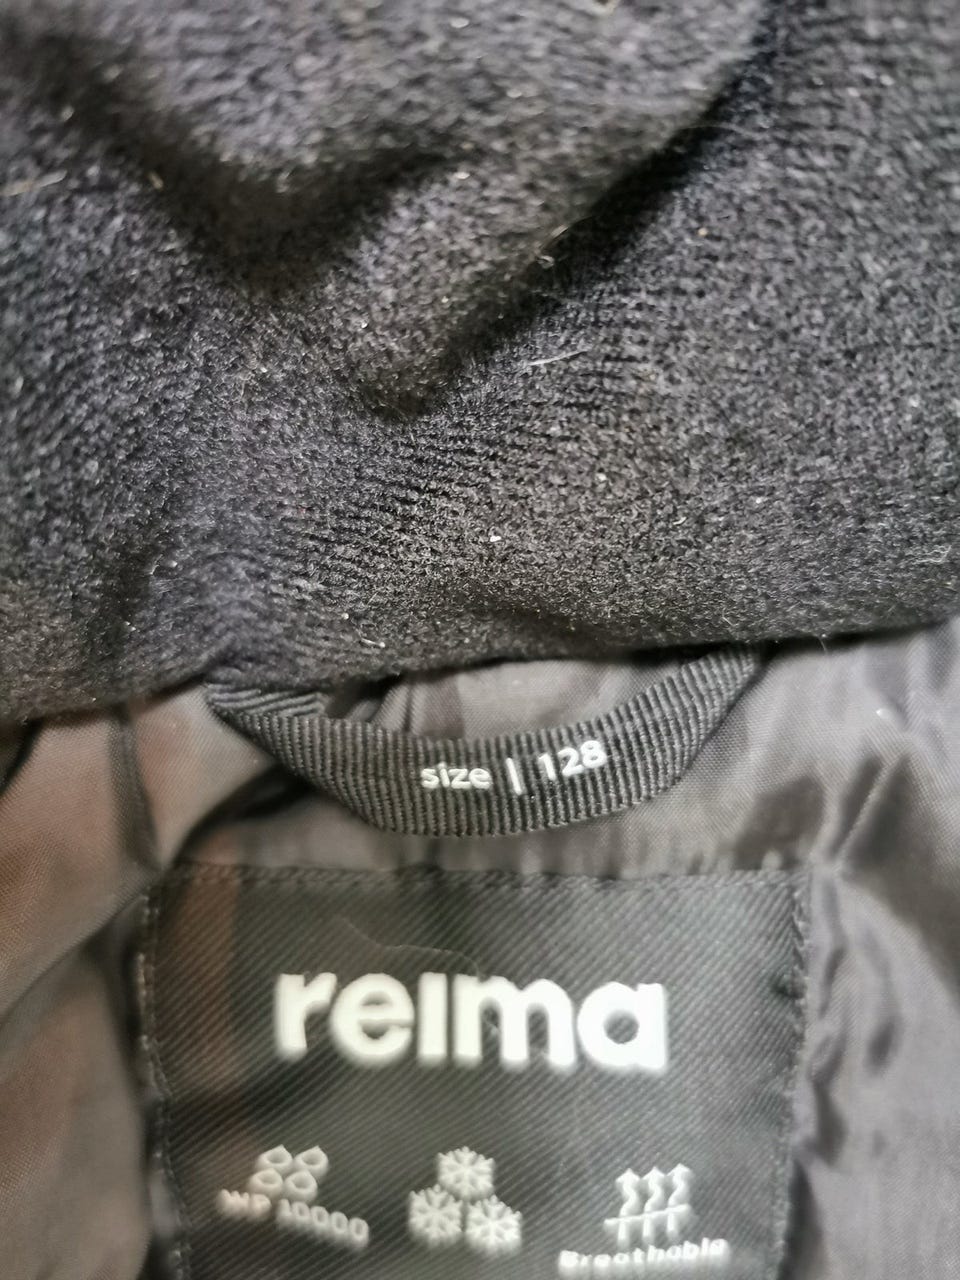 size | 128
reima
WP 10000
Breathable